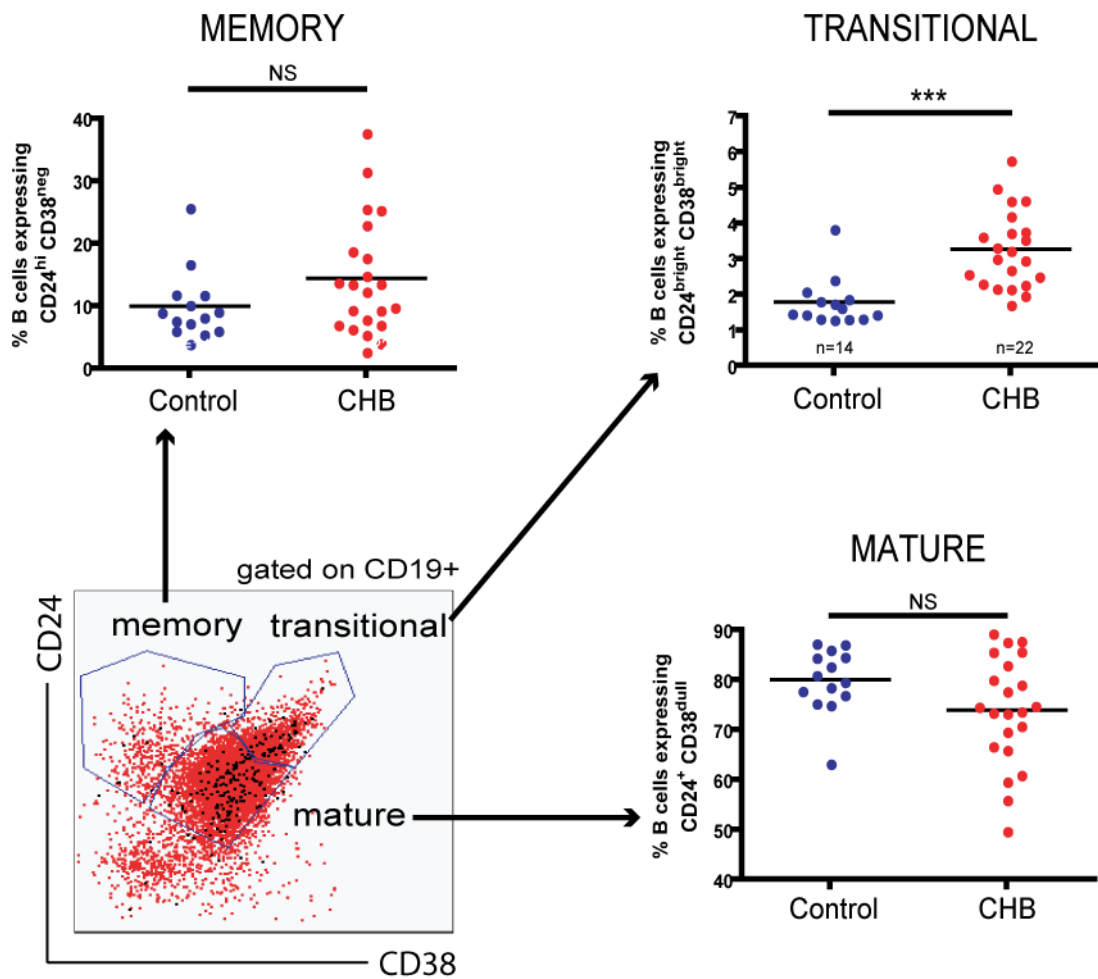 MEMORY
NS
% B cells expressing
CD24hi CD38neg
40
30
20
10
0
Control
CHB
TRANSITIONAL
***
% B cells expressing
CD24bright CD38bright
7
6
5
4
3
2
1
0
n=14
n=22
Control
CHB
gated on CD19+
CD24
memory
transitional
mature
CD38
MATURE
NS
% B cells expressing
CD24+ CD38dull
90
80
70
60
50
40
Control
CHB